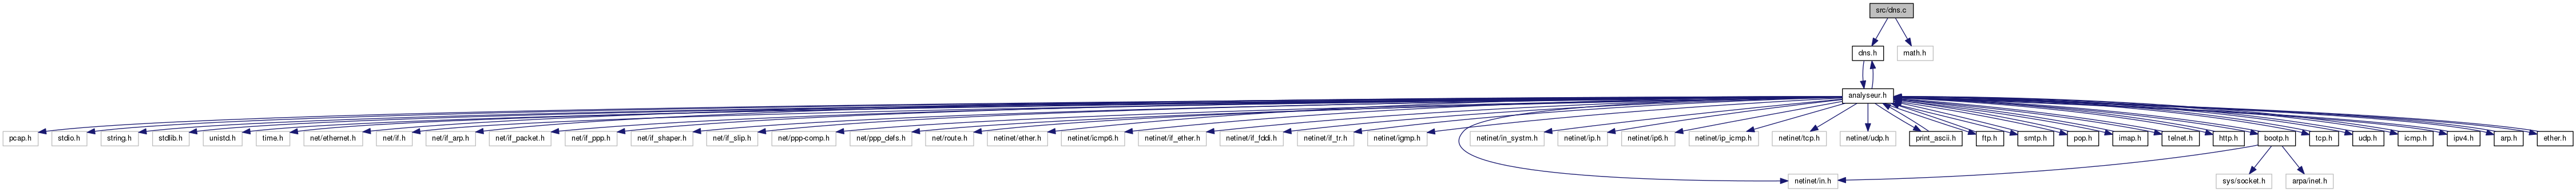 src/dns.c
dns.h
math.h
analyseur.h
pcap.h
stdio.h
string.h
stdlib.h
unistd.h
time.h
net/ethernet.h
net/if.h
net/if_arp.h
net/if_packet.h
net/if_ppp.h
net/if_shaper.h
net/if_slip.h
net/ppp-comp.h
net/ppp_defs.h
net/route.h
netinet/ether.h
netinet/icmp6.h
netinet/if_ether.h
netinet/if_fddi.h
netinet/if_tr.h
netinet/igmp.h
netinet/in_systm.h
netinet/ip.h
netinet/ip6.h
netinet/ip_icmp.h
netinet/tcp.h
netinet/udp.h
print_ascii.h
ftp.h
smtp.h
pop.h
imap.h
telnet.h
http.h
bootp.h
tcp.h
udp.h
icmp.h
ipv4.h
arp.h
ether.h
netinet/in.h
sys/socket.h
arpa/inet.h